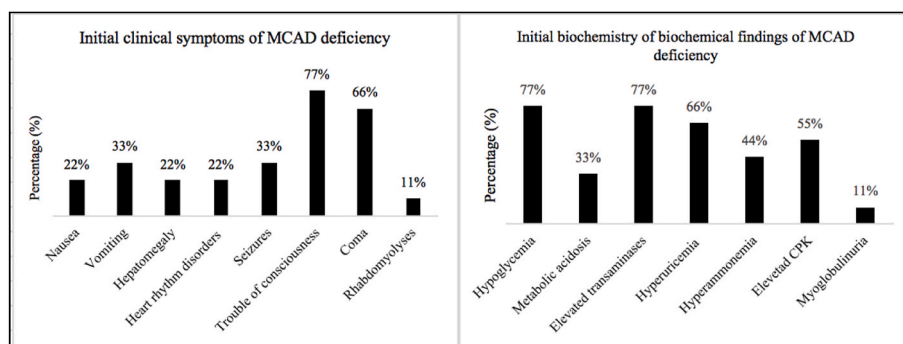 Initial clinical symptoms of MCAD deficiency
Percentage (%)
22%
33%
22%
22%
33%
77%
66%
11%
Nausea
Vomiting
Hepatomegaly
Heart rhythm disorders
Seizures
Trouble of consciousness
Coma
Rhabdomyolyses
Initial biochemistry of biochemical findings of MCAD
deficiency
Percentage (%)
77%
33%
77%
66%
44%
55%
11%
Hypoglycemia
Metabolic acidosis
Elevated transaminases
Hyperuricemia
Hyperammonemia
Elevetad CPK
Myoglobulinuria